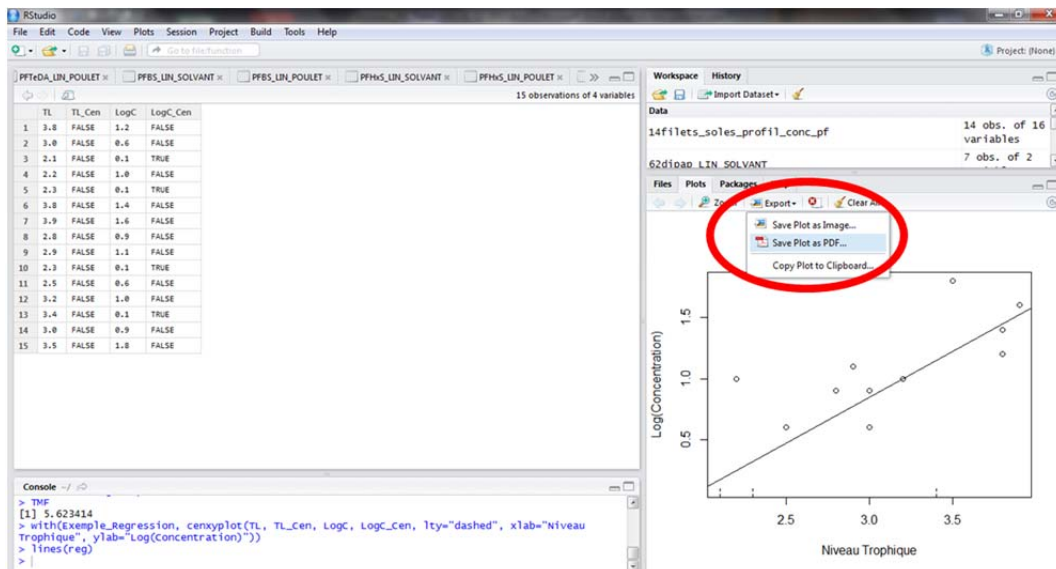 RStudio
File Edit Code View Plots Session Project Build Tools Help
Go to file/function
Project: (None)
PFTeDA_LIN_POULET
PFBS_LIN_SOLVANT
PFBS_LIN_POULET
PFHxS_LIN_SOLVANT
PFHxS_LIN_POULET
15 observations of 4 variables
TL TL_Cen LogC LogC_Cen
1 3.8 FALSE 1.2 FALSE
2 3.0 FALSE 0.6 FALSE
3 2.1 FALSE 0.1 TRUE
4 2.2 FALSE 1.0 FALSE
5 2.3 FALSE 0.1 TRUE
6 3.8 FALSE 1.4 FALSE
7 3.9 FALSE 1.6 FALSE
8 2.8 FALSE 0.9 FALSE
9 2.9 FALSE 1.1 FALSE
10 2.3 FALSE 0.1 TRUE
11 2.5 FALSE 0.6 FALSE
12 3.2 FALSE 1.0 FALSE
13 3.4 FALSE 0.1 TRUE
14 3.0 FALSE 0.9 FALSE
15 3.5 FALSE 1.8 FALSE
Console ~/
> TMF
[1] 5.623414
> with(Exemple_Regression, cenxyplot(TL, TL_Cen, LogC, LogC_Cen, lty="dashed", xlab="Niveau
Trophique", ylab="Log(Concentration)"))
> lines(reg)
>
Workspace History
Import Dataset
Data
14filets_soles_profil_conc_pf 14 obs. of 16
variables
62dipap_LIN_SOLVANT 7 obs. of 2
Files Plots Packages
Export Clear
Save Plot as Image...
Save Plot as PDF...
Copy Plot to Clipboard...
Log(Concentration)
1.5
1.0
0.5
2.5 3.0 3.5
Niveau Trophique